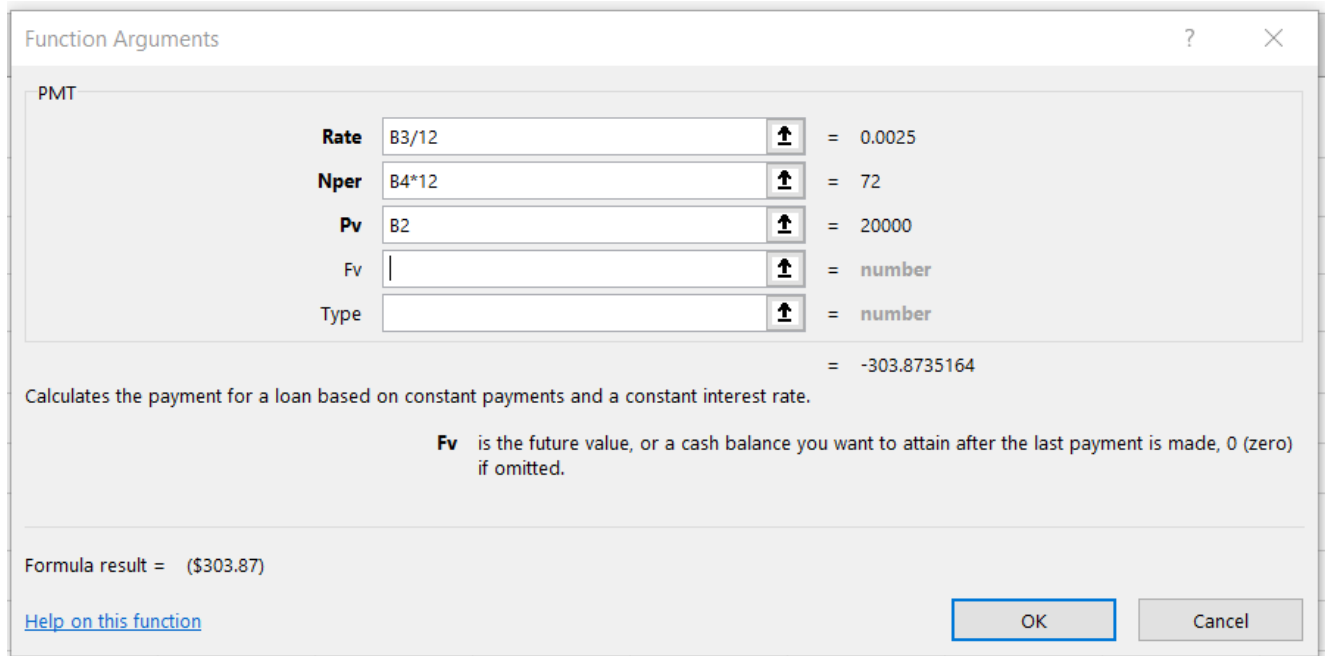 Function Arguments ? ×
PMT
Rate B3/12 = 0.0025
Nper B4*12 = 72
Pv B2 = 20000
Fv = number
Type = number
= -303.8735164
Calculates the payment for a loan based on constant payments and a constant interest rate.
Fv is the future value, or a cash balance you want to attain after the last payment is made, 0 (zero)
if omitted.
Formula result = ($303.87)
Help on this function OK Cancel